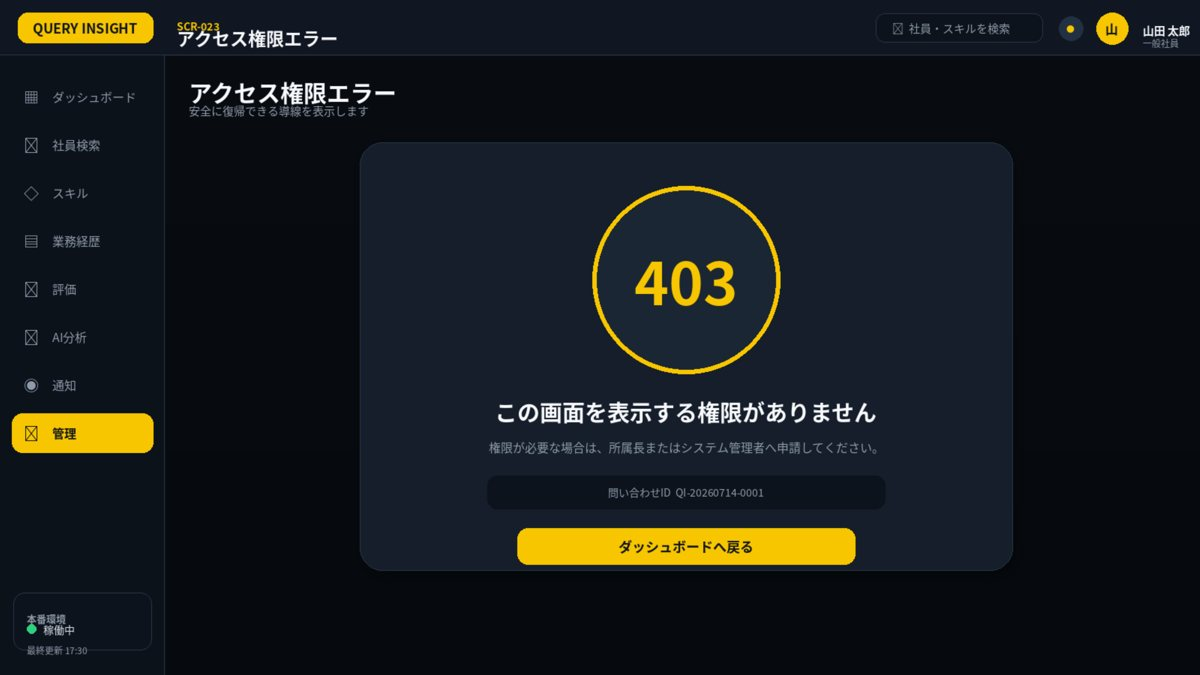 QUERY INSIGHT
SCR-023
アクセス権限エラー
社員・スキルを検索
山
山田 太郎
一般社員
ダッシュボード
社員検索
スキル
業務経歴
評価
AI分析
通知
管理
本番環境
稼働中
最終更新 17:30
アクセス権限エラー
安全に復帰できる導線を表示します
403
この画面を表示する権限がありません
権限が必要な場合は、所属長またはシステム管理者へ申請してください。
問い合わせID QI-20260714-0001
ダッシュボードへ戻る